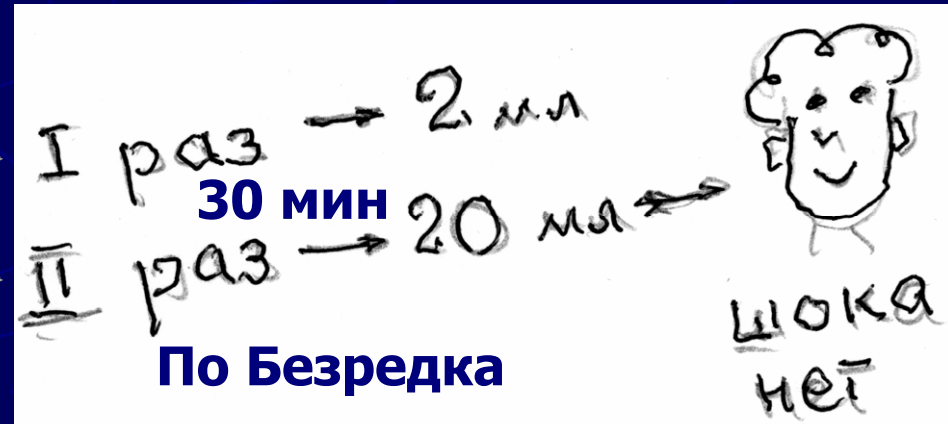 I раз → 2 мл
30 мин
II раз → 20 мл →
По Безредка
шока
нет